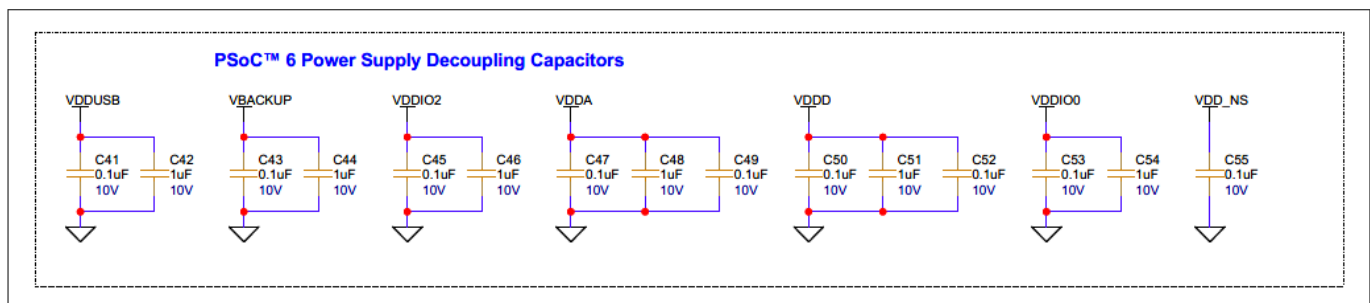 PSoC™ 6 Power Supply Decoupling Capacitors
VDDUSB VBACKUP VDDIO2 VDDA VDDD VDDIO0 VDD_NS
C41 C42 C43 C44 C45 C46 C47 C48 C49 C50 C51 C52 C53 C54 C55
0.1uF 1uF 0.1uF 1uF 0.1uF 1uF 0.1uF 1uF 0.1uF 0.1uF 1uF 0.1uF 0.1uF 1uF 0.1uF
10V 10V 10V 10V 10V 10V 10V 10V 10V 10V 10V 10V 10V 10V 10V